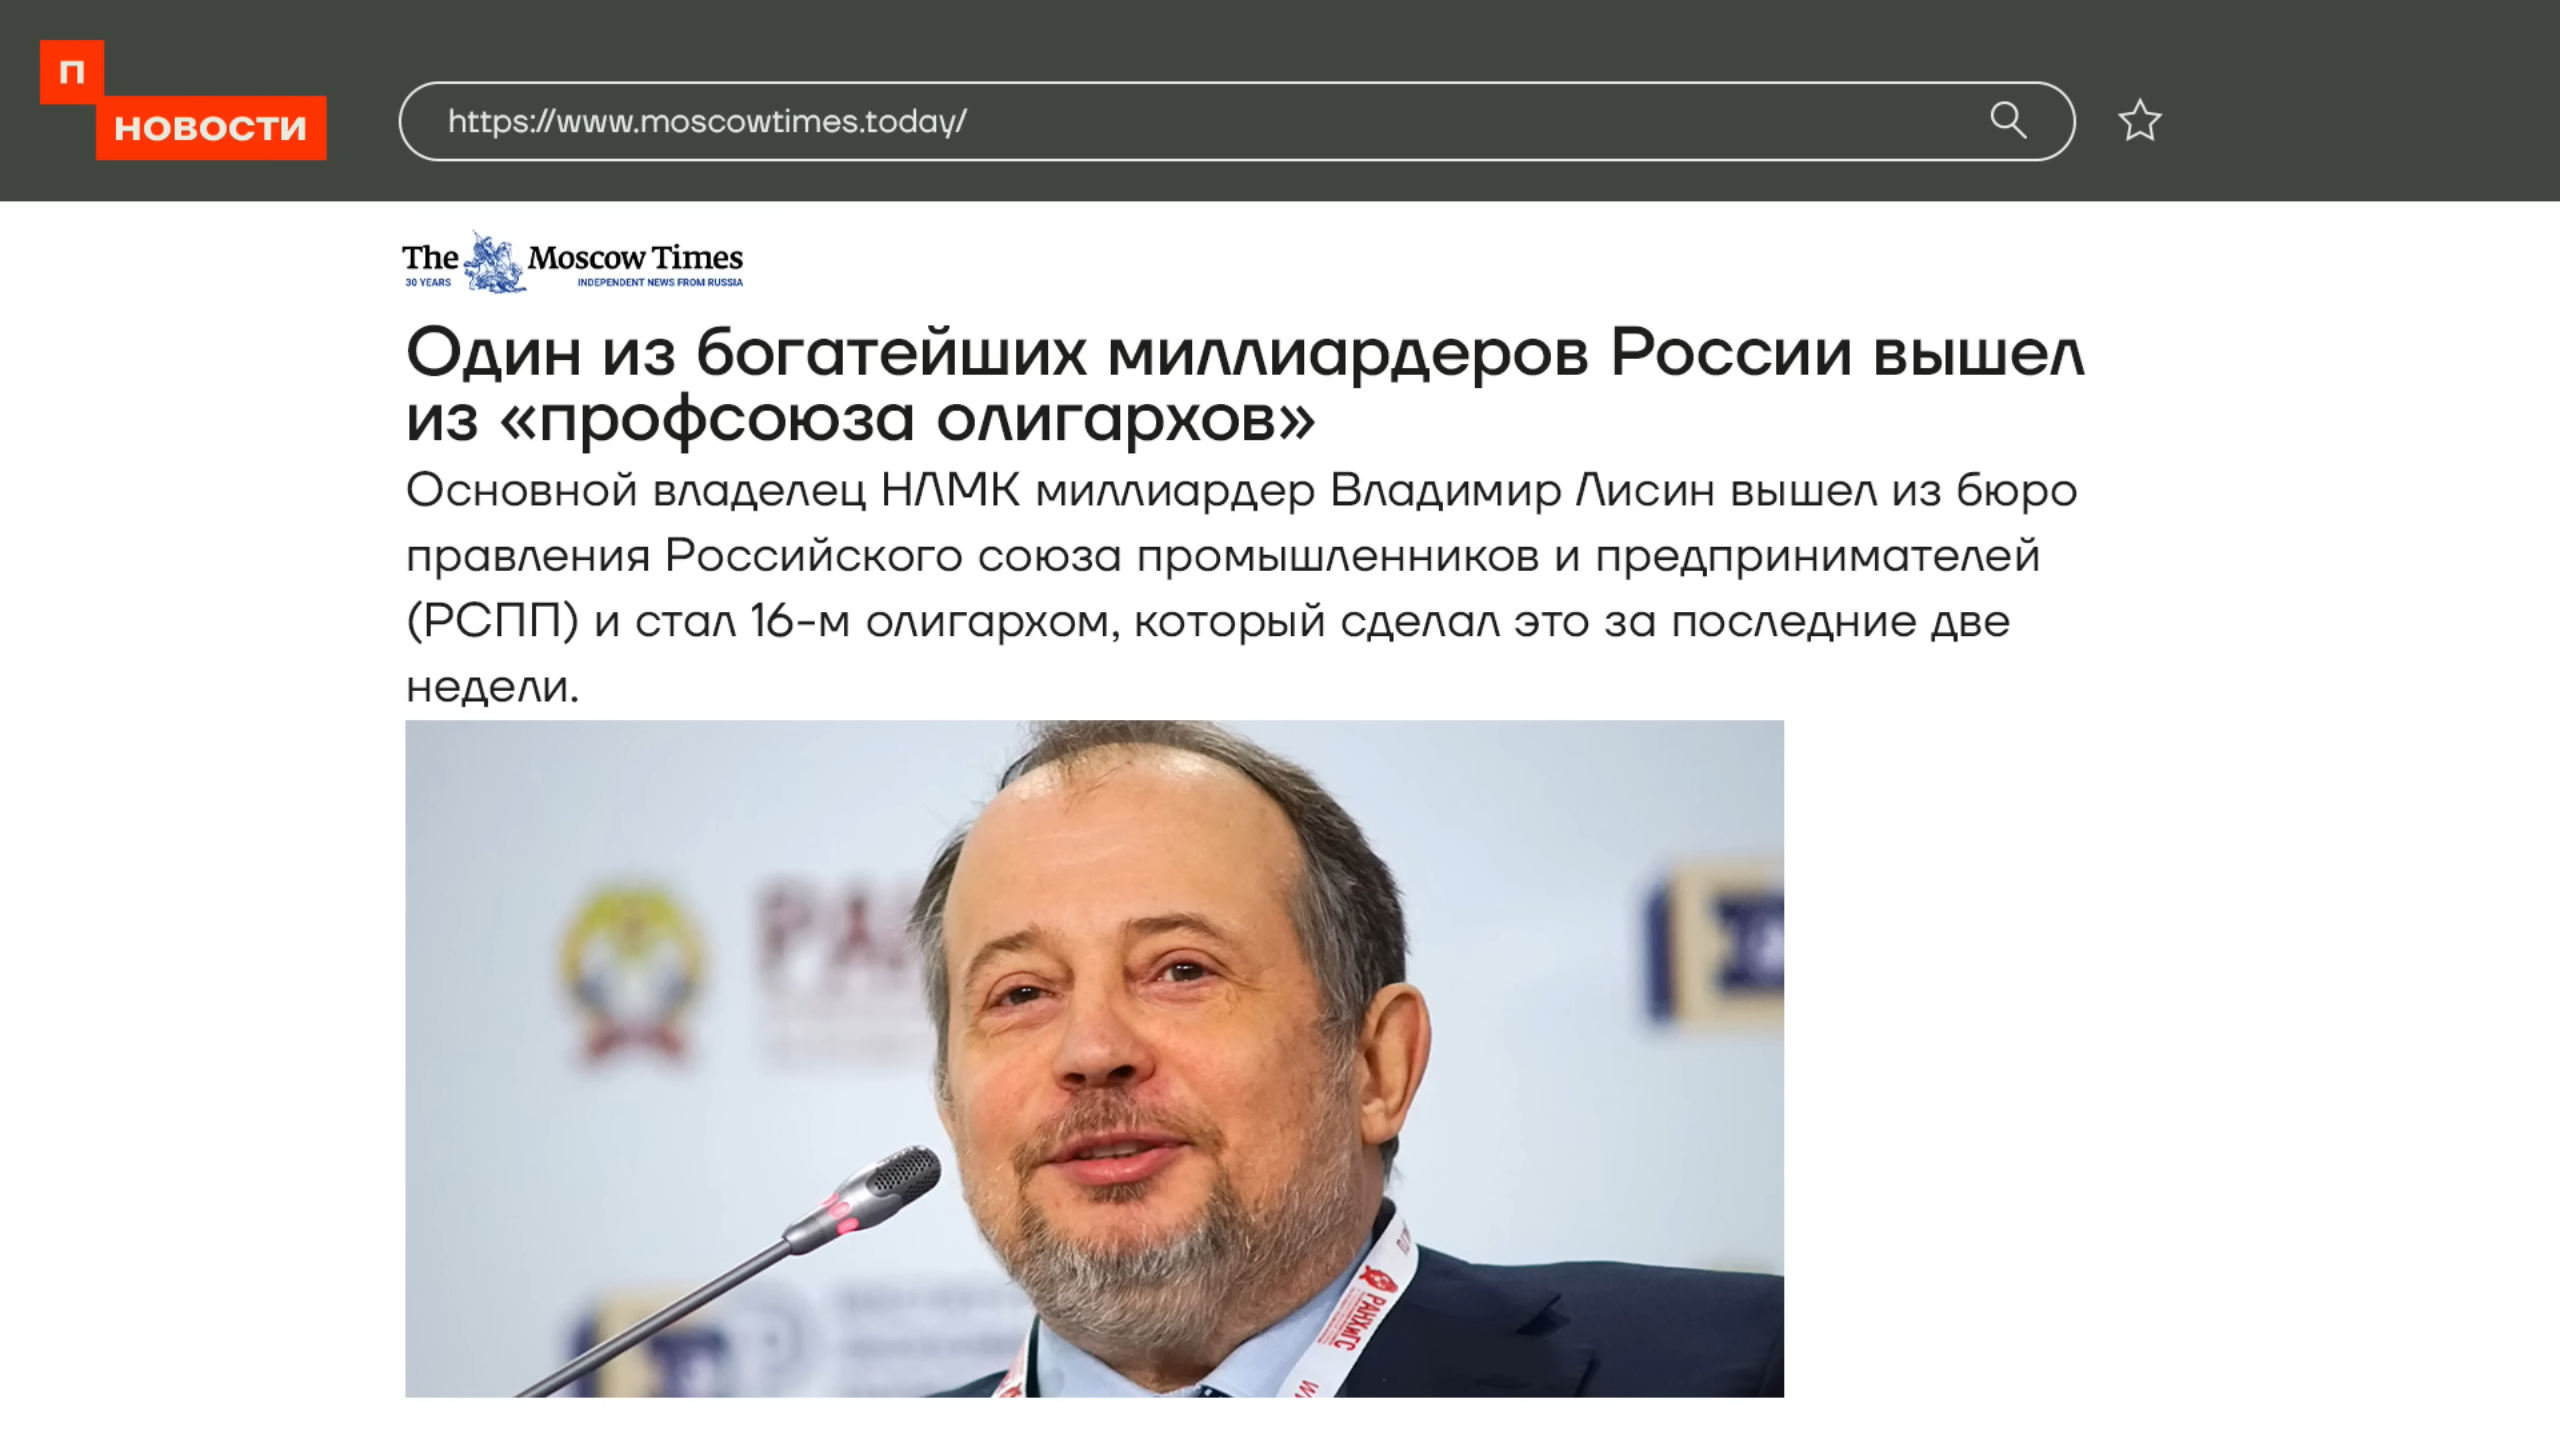 П
НОВОСТИ
https://www.moscowtimes.today/
The Moscow Times
30 YEARS INDEPENDENT NEWS FROM RUSSIA
Один из богатейших миллиардеров России вышел
из «профсоюза олигархов»
Основной владелец НЛМК миллиардер Владимир Лисин вышел из бюро
правления Российского союза промышленников и предпринимателей
(РСПП) и стал 16-м олигархом, который сделал это за последние две
недели.
РАНХиГС